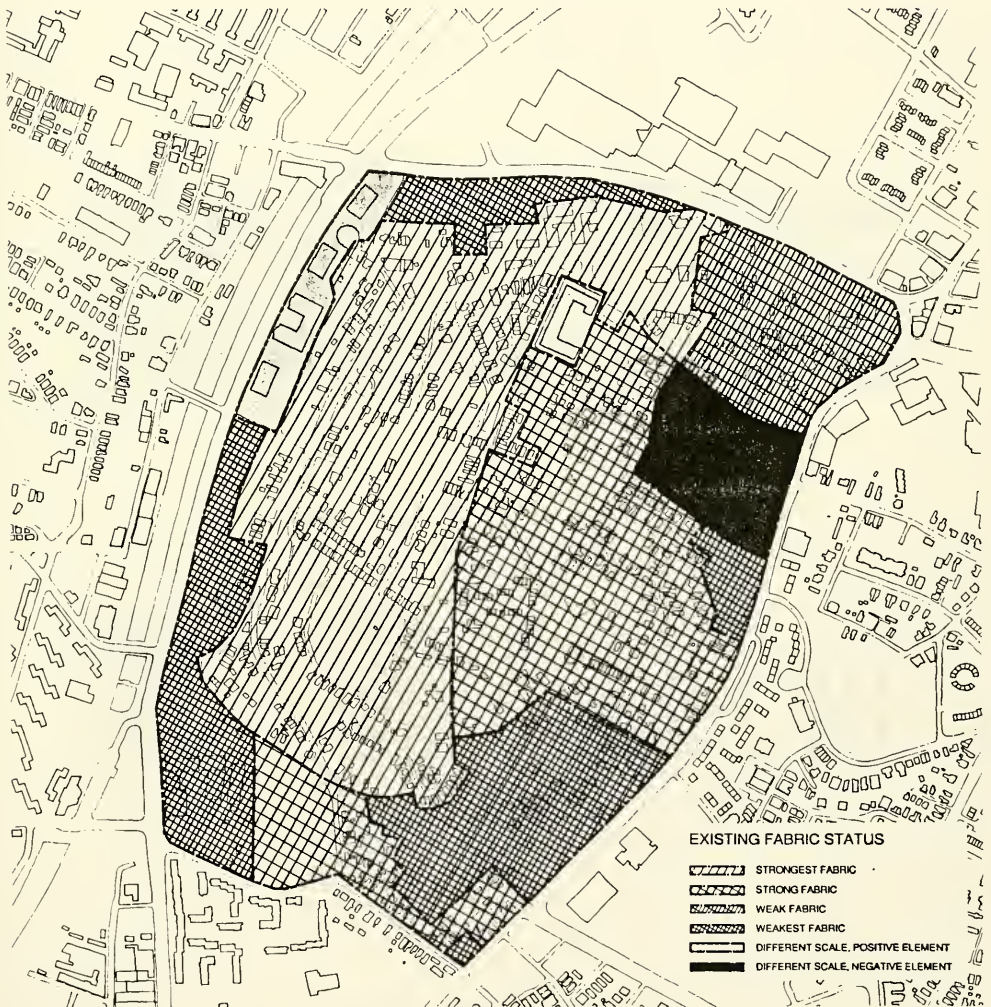 EXISTING FABRIC STATUS
STRONGEST FABRIC
STRONG FABRIC
WEAK FABRIC
WEAKEST FABRIC
DIFFERENT SCALE, POSITIVE ELEMENT
DIFFERENT SCALE, NEGATIVE ELEMENT